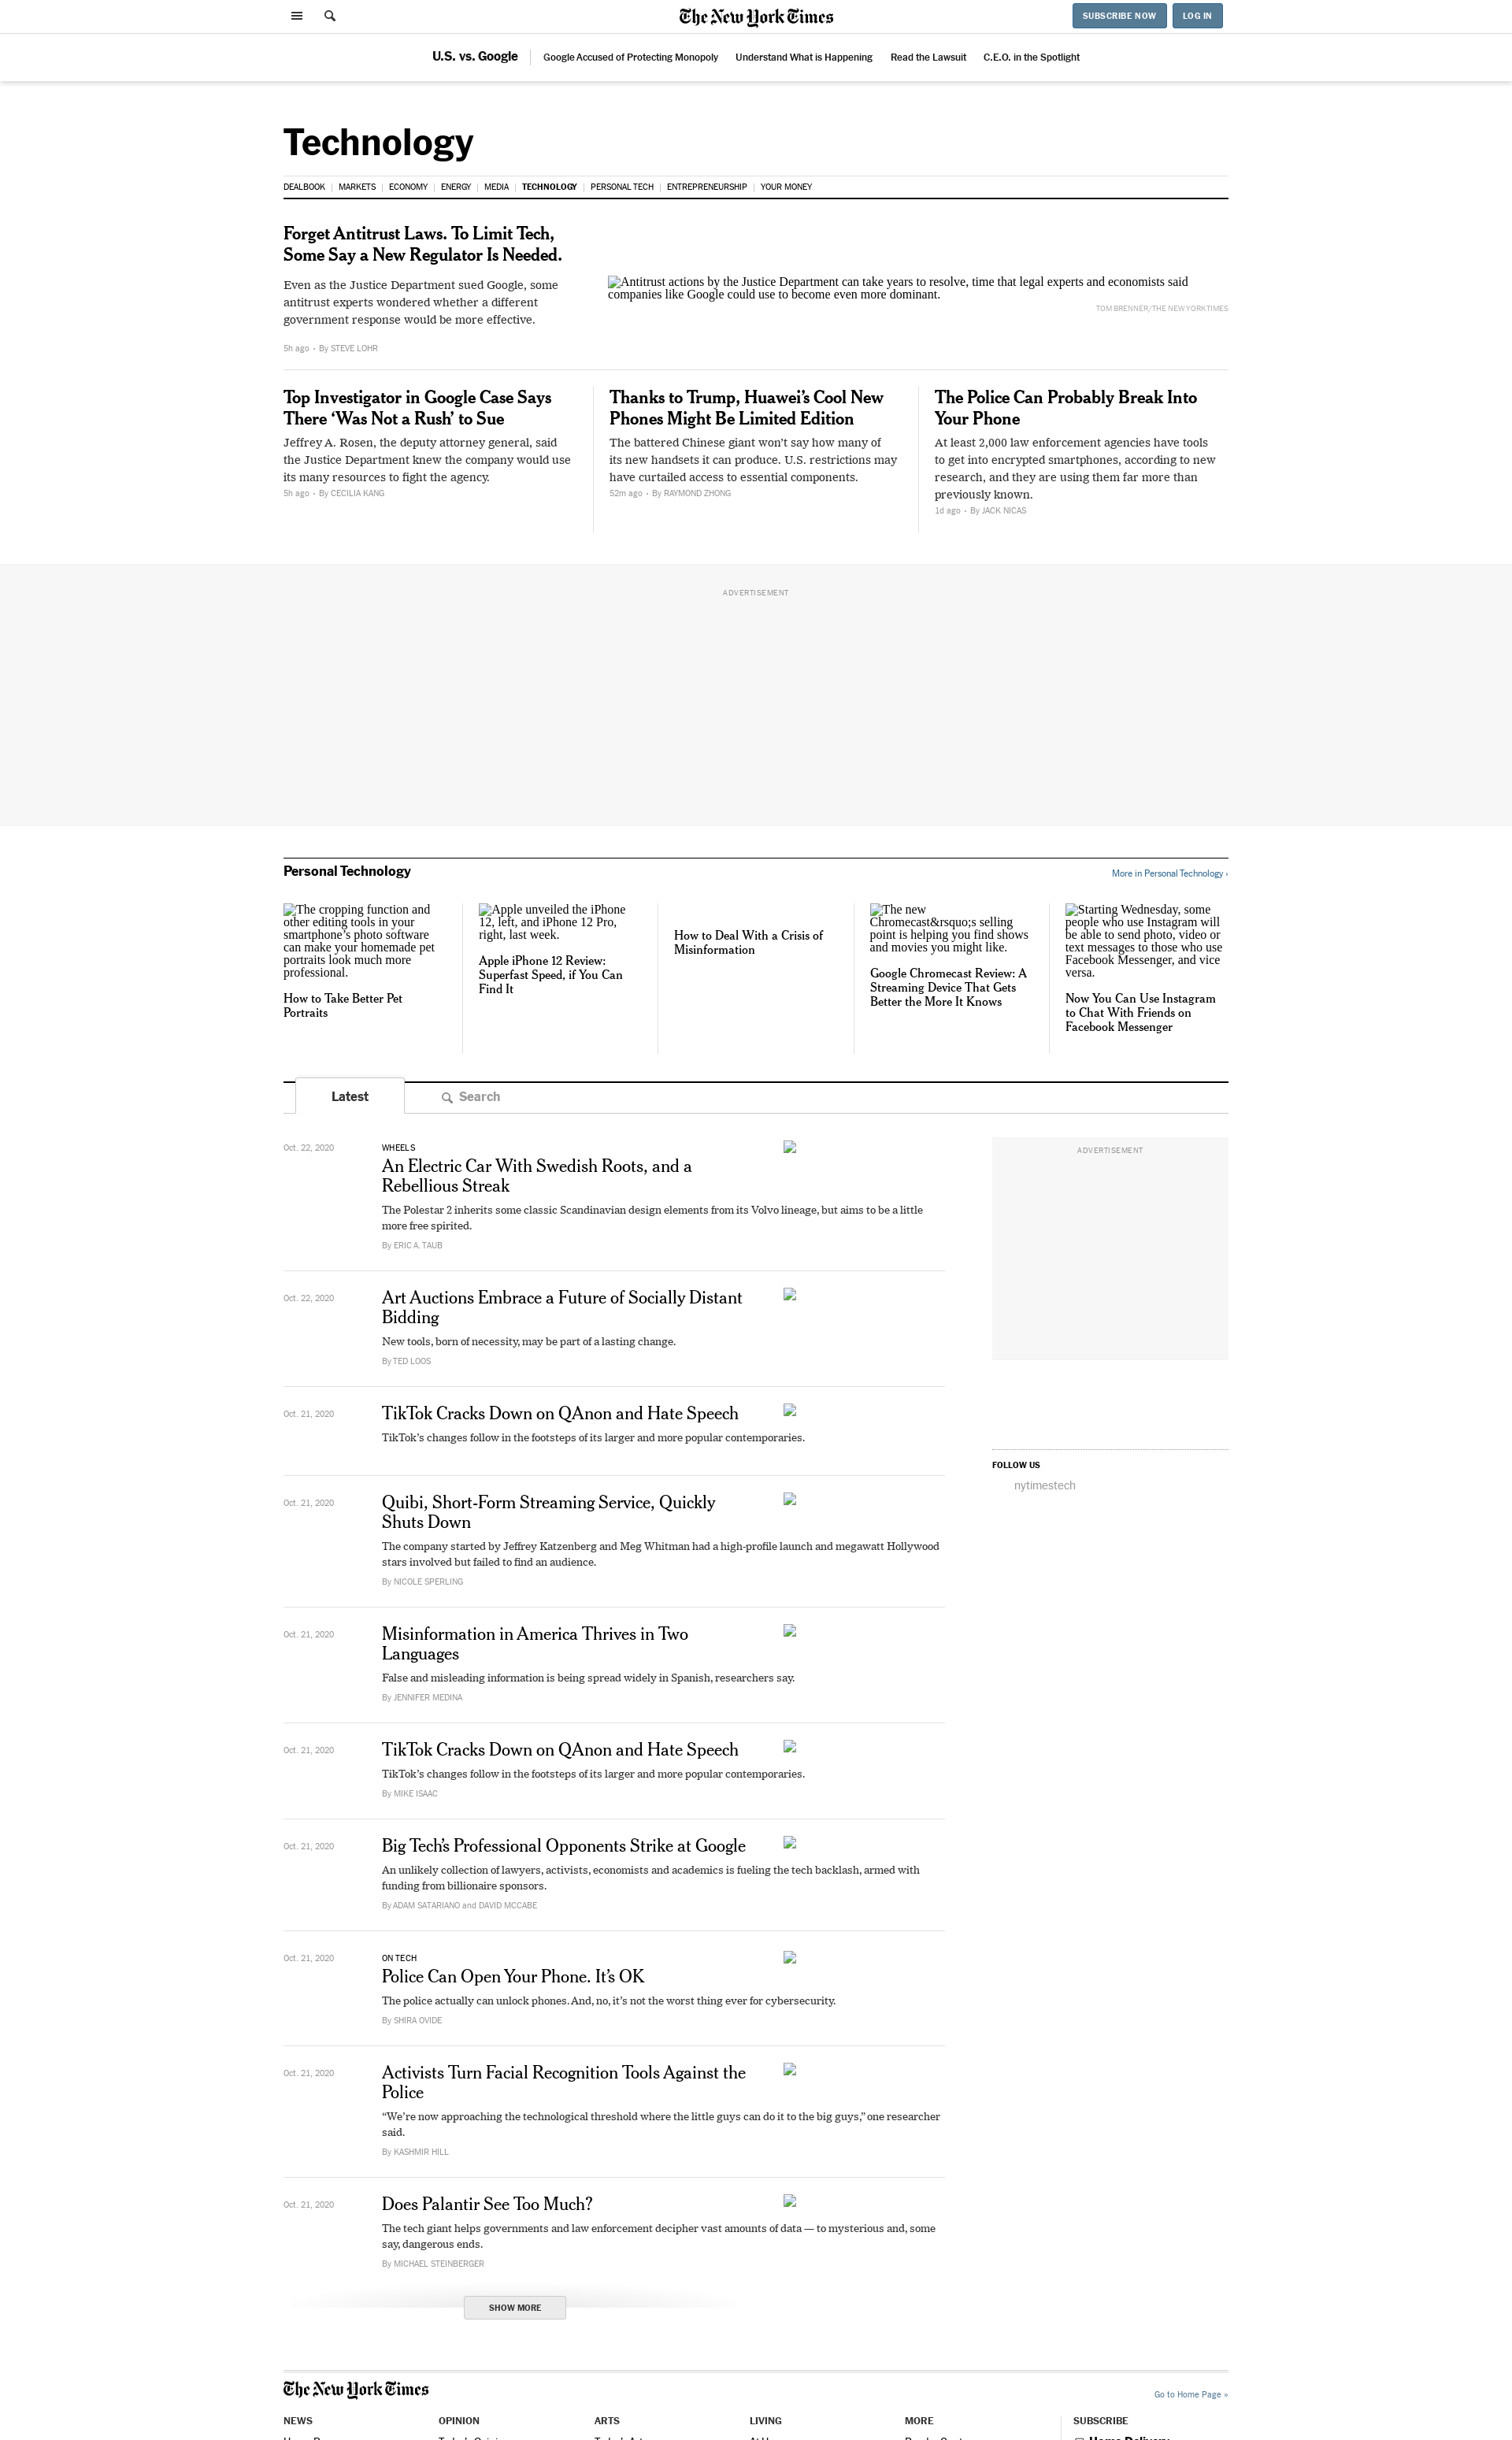 The New York Times
SUBSCRIBE NOW
LOG IN
U.S. vs. Google
Google Accused of Protecting Monopoly
Understand What is Happening
Read the Lawsuit
C.E.O. in the Spotlight
Technology
DEALBOOK
MARKETS
ECONOMY
ENERGY
MEDIA
TECHNOLOGY
PERSONAL TECH
ENTREPRENEURSHIP
YOUR MONEY
Forget Antitrust Laws. To Limit Tech,
Some Say a New Regulator Is Needed.
Even as the Justice Department sued Google, some
antitrust experts wondered whether a different
government response would be more effective.
5h ago • By STEVE LOHR
Antitrust actions by the Justice Department can take years to resolve, time that legal experts and economists said
companies like Google could use to become even more dominant.
TOM BRENNER/THE NEW YORK TIMES
Top Investigator in Google Case Says
There ‘Was Not a Rush’ to Sue
Jeffrey A. Rosen, the deputy attorney general, said
the Justice Department knew the company would use
its many resources to fight the agency.
5h ago • By CECILIA KANG
Thanks to Trump, Huawei’s Cool New
Phones Might Be Limited Edition
The battered Chinese giant won’t say how many of
its new handsets it can produce. U.S. restrictions may
have curtailed access to essential components.
52m ago • By RAYMOND ZHONG
The Police Can Probably Break Into
Your Phone
At least 2,000 law enforcement agencies have tools
to get into encrypted smartphones, according to new
research, and they are using them far more than
previously known.
1d ago • By JACK NICAS
ADVERTISEMENT
Personal Technology
More in Personal Technology ›
The cropping function and
other editing tools in your
smartphone’s photo software
can make your homemade pet
portraits look much more
professional.
How to Take Better Pet
Portraits
Apple unveiled the iPhone
12, left, and iPhone 12 Pro,
right, last week.
Apple iPhone 12 Review:
Superfast Speed, if You Can
Find It
How to Deal With a Crisis of
Misinformation
The new
Chromecast&rsquo;s selling
point is helping you find shows
and movies you might like.
Google Chromecast Review: A
Streaming Device That Gets
Better the More It Knows
Starting Wednesday, some
people who use Instagram will
be able to send photo, video or
text messages to those who use
Facebook Messenger, and vice
versa.
Now You Can Use Instagram
to Chat With Friends on
Facebook Messenger
Latest
Search
Oct. 22, 2020
WHEELS
An Electric Car With Swedish Roots, and a
Rebellious Streak
The Polestar 2 inherits some classic Scandinavian design elements from its Volvo lineage, but aims to be a little
more free spirited.
By ERIC A. TAUB
ADVERTISEMENT
Oct. 22, 2020
Art Auctions Embrace a Future of Socially Distant
Bidding
New tools, born of necessity, may be part of a lasting change.
By TED LOOS
Oct. 21, 2020
TikTok Cracks Down on QAnon and Hate Speech
TikTok’s changes follow in the footsteps of its larger and more popular contemporaries.
FOLLOW US
nytimestech
Oct. 21, 2020
Quibi, Short-Form Streaming Service, Quickly
Shuts Down
The company started by Jeffrey Katzenberg and Meg Whitman had a high-profile launch and megawatt Hollywood
stars involved but failed to find an audience.
By NICOLE SPERLING
Oct. 21, 2020
Misinformation in America Thrives in Two
Languages
False and misleading information is being spread widely in Spanish, researchers say.
By JENNIFER MEDINA
Oct. 21, 2020
TikTok Cracks Down on QAnon and Hate Speech
TikTok’s changes follow in the footsteps of its larger and more popular contemporaries.
By MIKE ISAAC
Oct. 21, 2020
Big Tech’s Professional Opponents Strike at Google
An unlikely collection of lawyers, activists, economists and academics is fueling the tech backlash, armed with
funding from billionaire sponsors.
By ADAM SATARIANO and DAVID MCCABE
Oct. 21, 2020
ON TECH
Police Can Open Your Phone. It’s OK
The police actually can unlock phones. And, no, it’s not the worst thing ever for cybersecurity.
By SHIRA OVIDE
Oct. 21, 2020
Activists Turn Facial Recognition Tools Against the
Police
“We’re now approaching the technological threshold where the little guys can do it to the big guys,” one researcher
said.
By KASHMIR HILL
Oct. 21, 2020
Does Palantir See Too Much?
The tech giant helps governments and law enforcement decipher vast amounts of data — to mysterious and, some
say, dangerous ends.
By MICHAEL STEINBERGER
SHOW MORE
The New York Times
Go to Home Page »
NEWS
OPINION
ARTS
LIVING
MORE
SUBSCRIBE